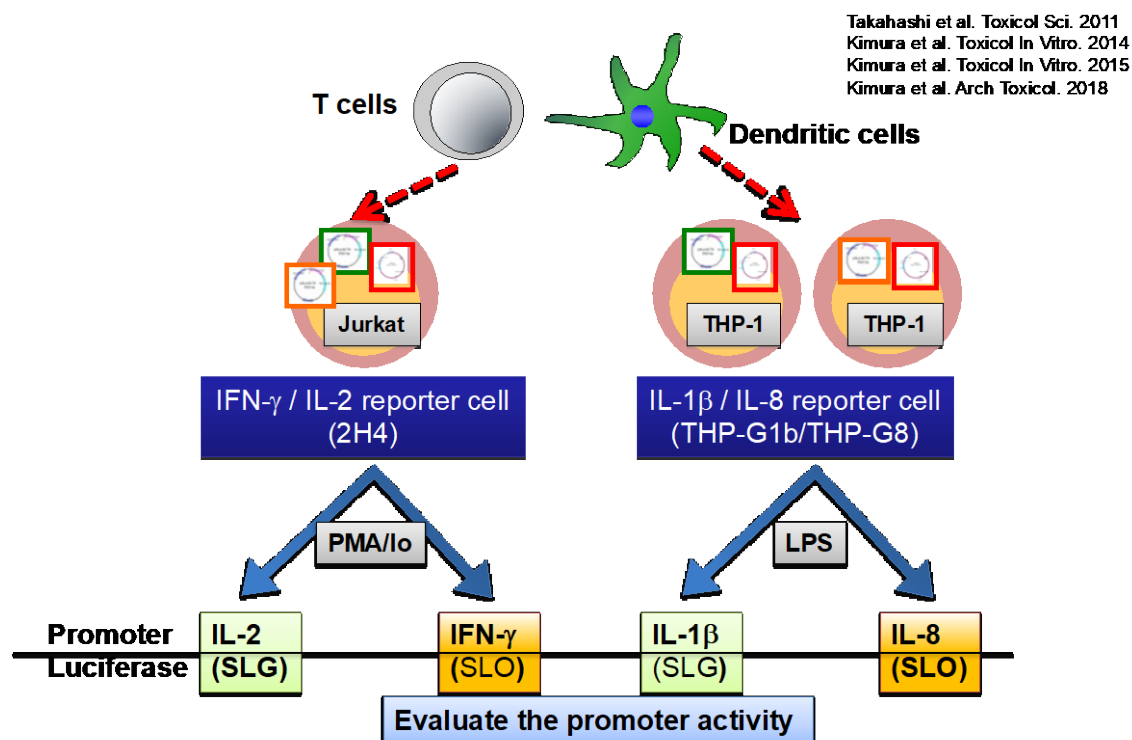 Takahashi et al. Toxicol Sci. 2011
Kimura et al. Toxicol In Vitro. 2014
Kimura et al. Toxicol In Vitro. 2015
Kimura et al. Arch Toxicol. 2018
T cells
Dendritic cells
Jurkat
THP-1
THP-1
IFN-γ / IL-2 reporter cell
(2H4)
IL-1β / IL-8 reporter cell
(THP-G1b/THP-G8)
PMA/Io
LPS
Promoter
Luciferase
IL-2
(SLG)
IFN-γ
(SLO)
IL-1β
(SLG)
IL-8
(SLO)
Evaluate the promoter activity